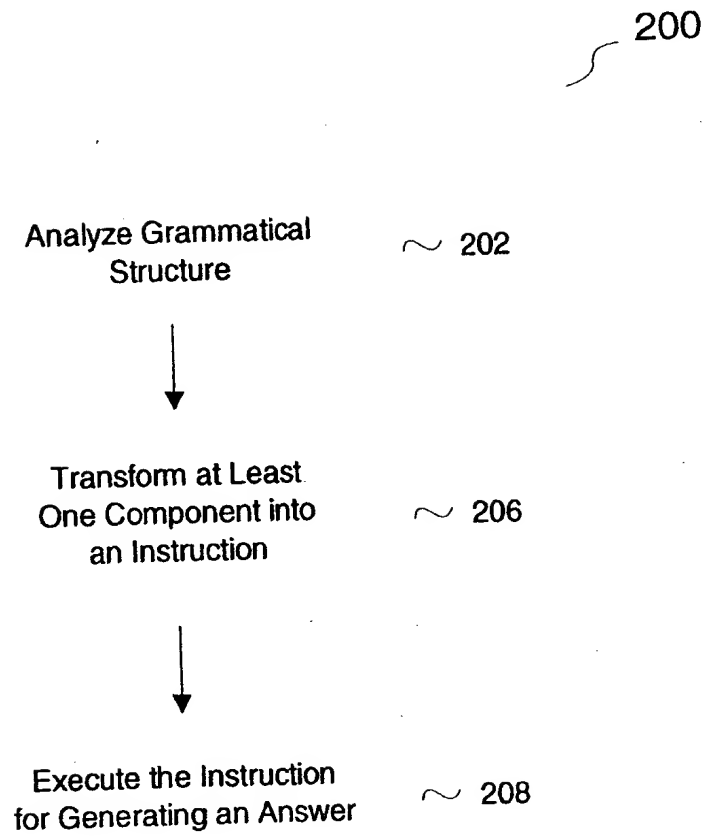 200
Analyze Grammatical
Structure
202
Transform at Least
One Component into
an Instruction
206
Execute the Instruction
for Generating an Answer
208